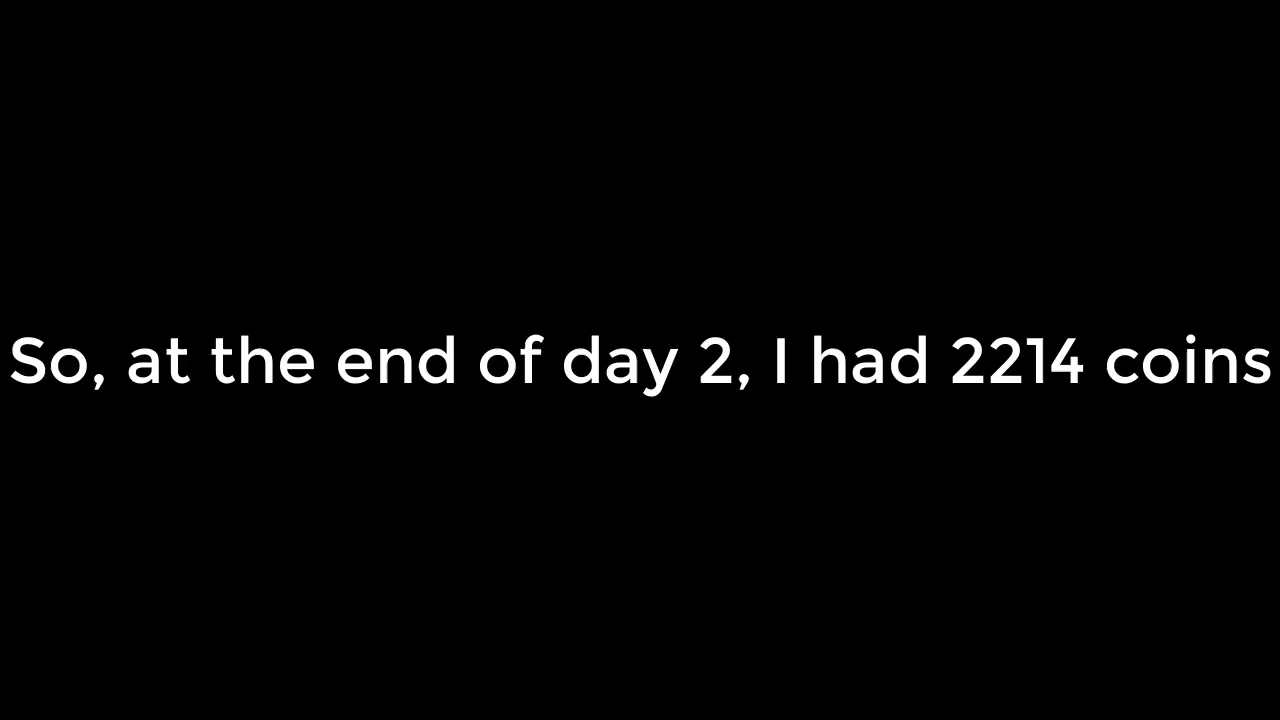 So, at the end of day 2, I had 2214 coins